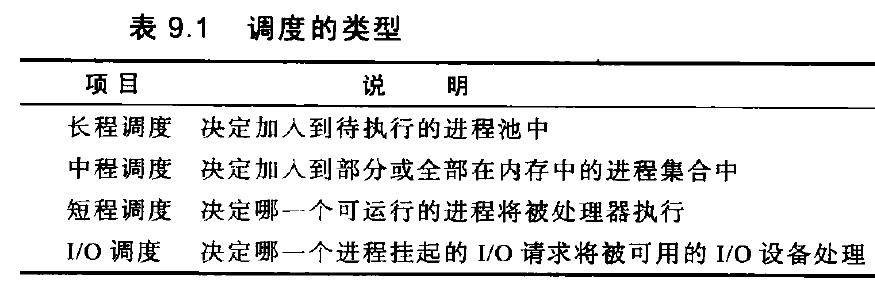 表 9.1 调度的类型
项目 说 明
长程调度 决定加入到待执行的进程池中
中程调度 决定加入到部分或全部在内存中的进程集合中
短程调度 决定哪一个可运行的进程将被处理器执行
I/O 调度 决定哪一个进程挂起的 I/O 请求将被可用的 I/O 设备处理